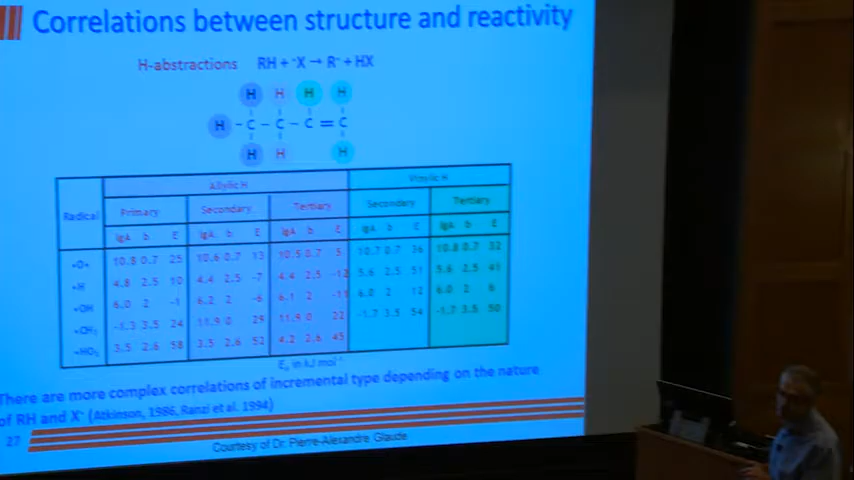 Correlations between structure and reactivity
H-abstractions RH + •X → R• + HX
H H H H
H - C - C - C = C
H H H
Allylic H Vinylic H
Radical Primary Secondary Tertiary Secondary Tertiary
lgA b E lgA b E lgA b E lgA b E lgA b E
•O• 10.8 0.7 25 10.6 0.7 13 10.5 0.7 5 10.7 0.7 36 10.8 0.7 32
•H 4.8 2.5 10 4.4 2.5 -7 4.4 2.5 5.6 2.5 51 5.6 2.5 41
•OH 6.0 2 -1 6.2 2 -6 6.1 2 6.0 2 12 6.0 2 6
•CH₃ -1.3 3.5 24 11.9 0 29 11.9 0 22 -1.7 3.5 54 -1.7 3.5 50
•HO₂ 3.5 2.6 58 3.5 2.6 52 4.2 2.6 45
in kJ mol⁻¹
There are more complex correlations of incremental type depending on the nature
of RH and X• (Atkinson, 1986, Ranzi et al. 1994)
27
Courtesy of Dr. Pierre-Alexandre Glaude